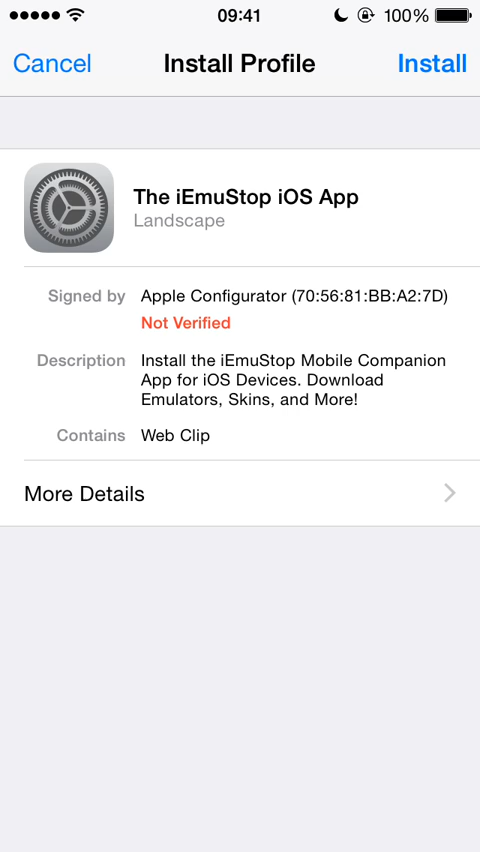 09:41 100%
Cancel Install Profile Install
The iEmuStop iOS App
Landscape
Signed by Apple Configurator (70:56:81:BB:A2:7D)
Not Verified
Description Install the iEmuStop Mobile Companion
App for iOS Devices. Download
Emulators, Skins, and More!
Contains Web Clip
More Details